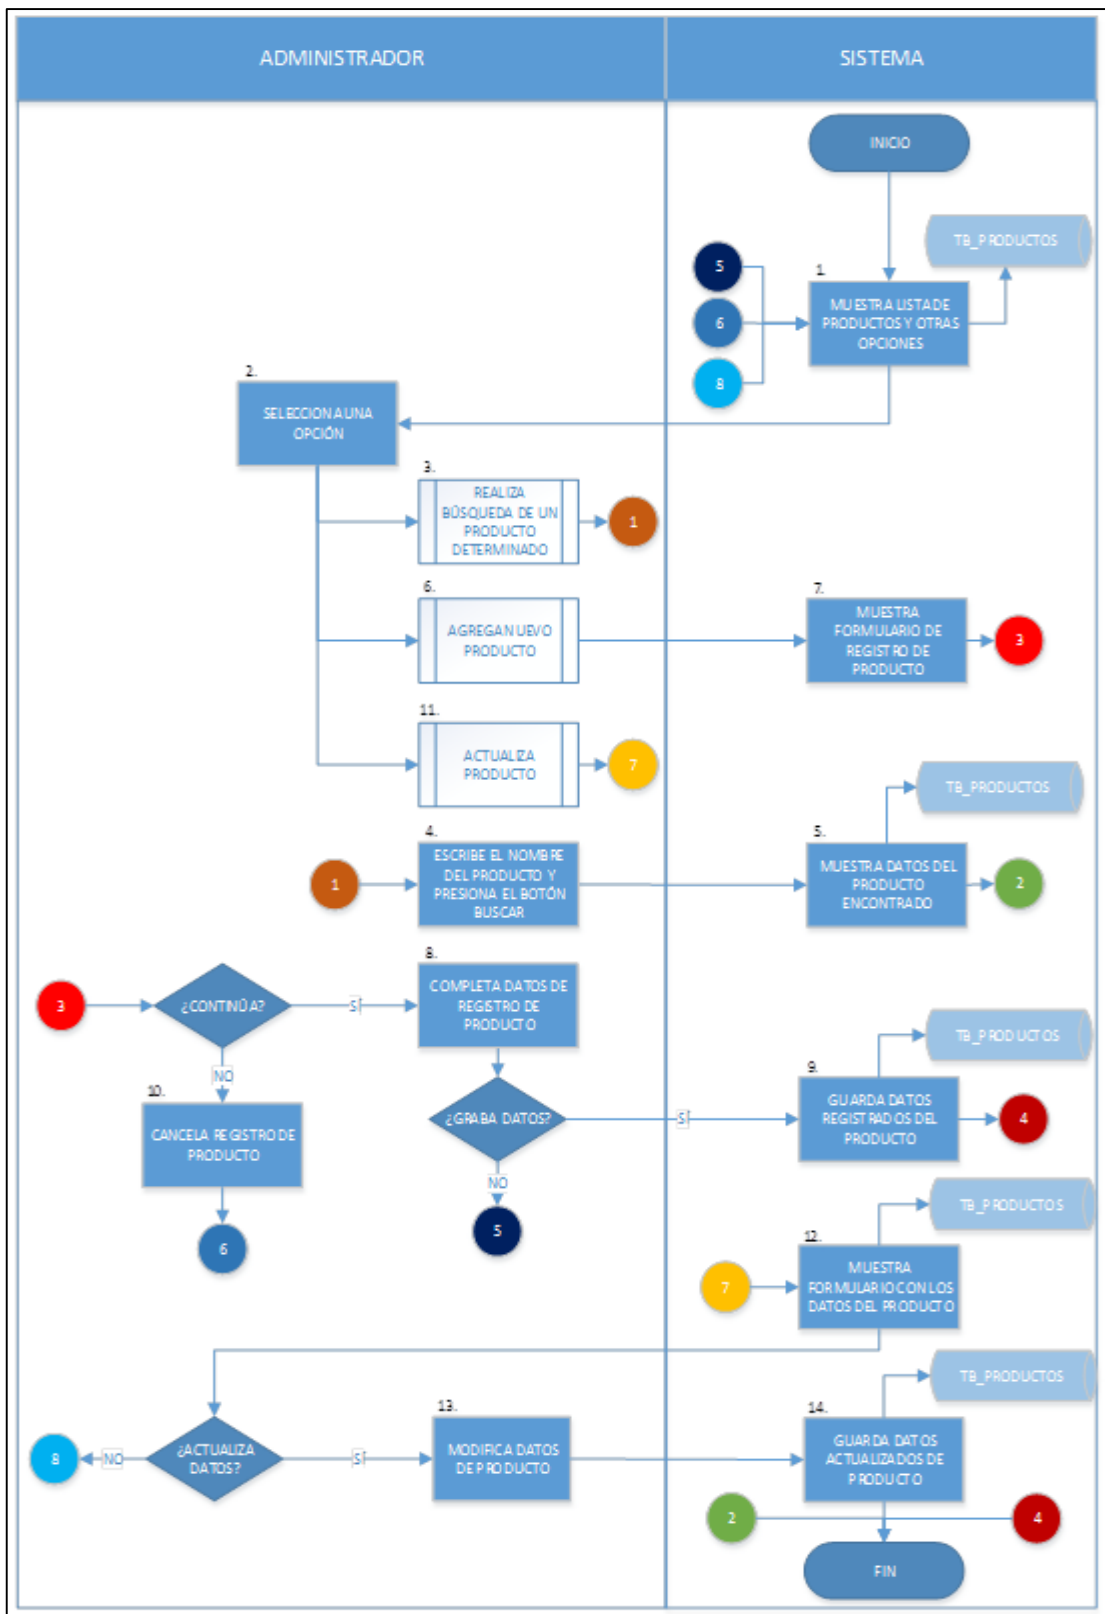 ADMINISTRADOR
SISTEMA
INICIO
TB_PRODUCTOS
5
1.
MUESTRA LISTA DE
PRODUCTOS Y OTRAS
OPCIONES
6
8
2.
SELECCIONA UNA
OPCIÓN
3.
REALIZA
BÚSQUEDA DE UN
PRODUCTO
DETERMINADO
1
6.
AGREGA NUEVO
PRODUCTO
7.
MUESTRA
FORMULARIO DE
REGISTRO DE
PRODUCTO
3
11.
ACTUALIZA
PRODUCTO
7
TB_PRODUCTOS
1
4.
ESCRIBE EL NOMBRE
DEL PRODUCTO Y
PRESIONA EL BOTÓN
BUSCAR
5.
MUESTRA DATOS DEL
PRODUCTO
ENCONTRADO
2
3
¿CONTINÚA?
SÍ
8.
COMPLETA DATOS DE
REGISTRO DE
PRODUCTO
TB_PRODUCTOS
NO
10.
CANCELA REGISTRO DE
PRODUCTO
6
¿GRABA DATOS?
SÍ
9.
GUARDA DATOS
REGISTRADOS DEL
PRODUCTO
4
NO
5
TB_PRODUCTOS
7
12.
MUESTRA
FORMULARIO CON LOS
DATOS DEL PRODUCTO
TB_PRODUCTOS
8
NO
¿ACTUALIZA
DATOS?
SÍ
13.
MODIFICA DATOS
DE PRODUCTO
14.
GUARDA DATOS
ACTUALIZADOS DE
PRODUCTO
2
4
FIN